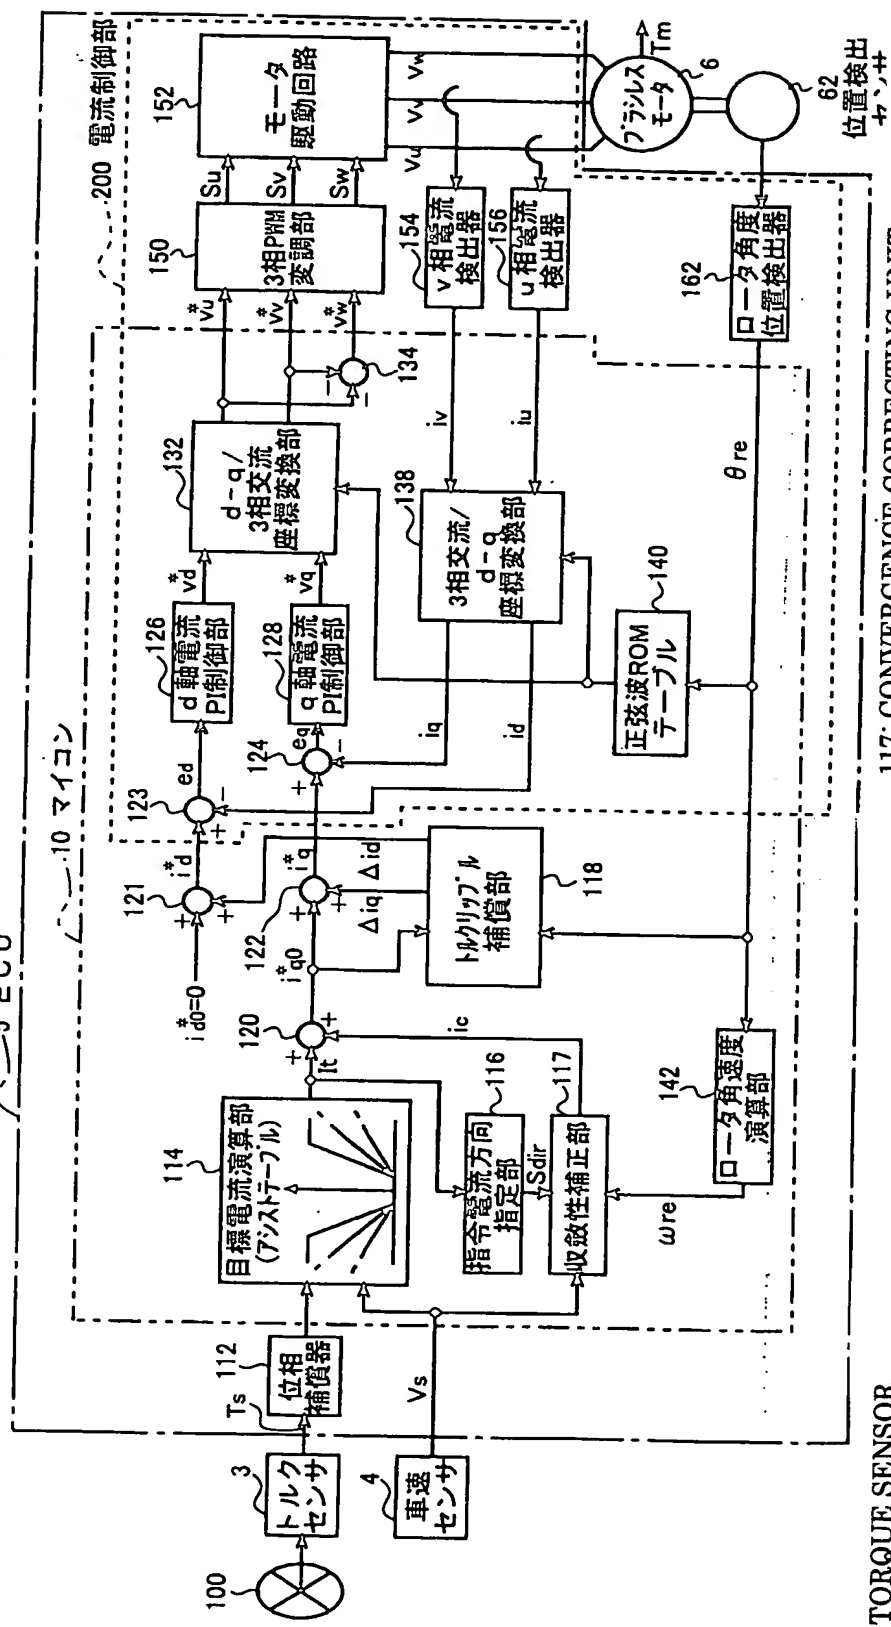 5 ECU
10 マイコン
200 電流制御部
100
3
トルク
センサ
Ts
112
位相
補償器
4
車速
センサ
Vs
114
目標電流演算部
(アシストテーブル)
It
120
+
+
ic
i*q0
116
指令電流方向
指定部
Sdir
117
収斂性補正部
ωre
142
ロータ角速度
演算部
i*d0=0
121
+
+
i*d
122
+
+
i*q
Δiq
Δid
118
トルクリップル
補償部
123
+
−
ed
124
+
−
eq
126
d軸電流
PI制御部
128
q軸電流
PI制御部
v*d
v*q
iq
id
132
d−q/
3相交流
座標変換部
138
3相交流/
d−q
座標変換部
140
正弦波ROM
テーブル
134
−
−
v*u
v*v
v*w
iv
iu
θre
150
3相PWM
変調部
Su
Sv
Sw
152
モータ
駆動回路
154
v相電流
検出器
156
u相電流
検出器
162
ロータ角度
位置検出器
Vu
Vv
Vw
ブラシレス
モータ
6
Tm
62
位置検出
センサ
TORQUE SENSOR
117: CONVERGENCE CORRECTING UNIT